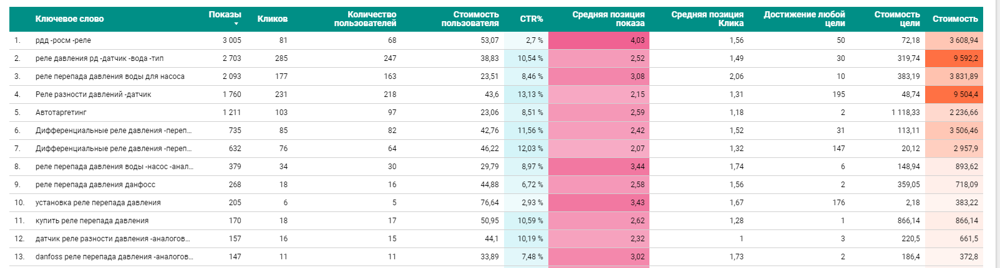 Ключевое слово Показы Кликов Количество пользователей Стоимость пользователя CTR% Средняя позиция показа Средняя позиция Клика Достижение любой цели Стоимость цели Стоимость
1. рдд -росм -реле 3 005 81 68 53,07 2,7 % 4,03 1,56 50 72,18 3 608,94
2. реле давления рд -датчик -вода -тип 2 703 285 247 38,83 10,54 % 2,52 1,49 30 319,74 9 592,2
3. реле перепада давления воды для насоса 2 093 177 163 23,51 8,46 % 3,08 2,06 10 383,19 3 831,89
4. Реле разности давлений -датчик 1 760 231 218 43,6 13,13 % 2,15 1,31 195 48,74 9 504,4
5. Автотаргетинг 1 211 103 97 23,06 8,51 % 2,59 1,18 2 1 118,33 2 236,66
6. Дифференциальные реле давления -переп... 735 85 82 42,76 11,56 % 2,42 1,52 31 113,11 3 506,46
7. Дифференциальные реле давления -переп... 632 76 64 46,22 12,03 % 2,07 1,32 147 20,12 2 957,9
8. реле перепада давления воды -насос -анал... 379 34 30 29,79 8,97 % 3,44 1,74 6 148,94 893,62
9. реле перепада давления данфосс 268 18 16 44,88 6,72 % 2,58 1,56 2 359,05 718,09
10. установка реле перепада давления 205 6 5 76,64 2,93 % 3,43 1,67 176 2,18 383,22
11. купить реле перепада давления 170 18 17 50,95 10,59 % 2,62 1,28 1 866,14 866,14
12. датчик реле разности давления -аналогов... 157 16 15 44,1 10,19 % 2,32 1 3 220,5 661,5
13. danfoss реле перепада давления -аналогов... 147 11 11 33,89 7,48 % 3,02 1,73 2 186,4 372,8